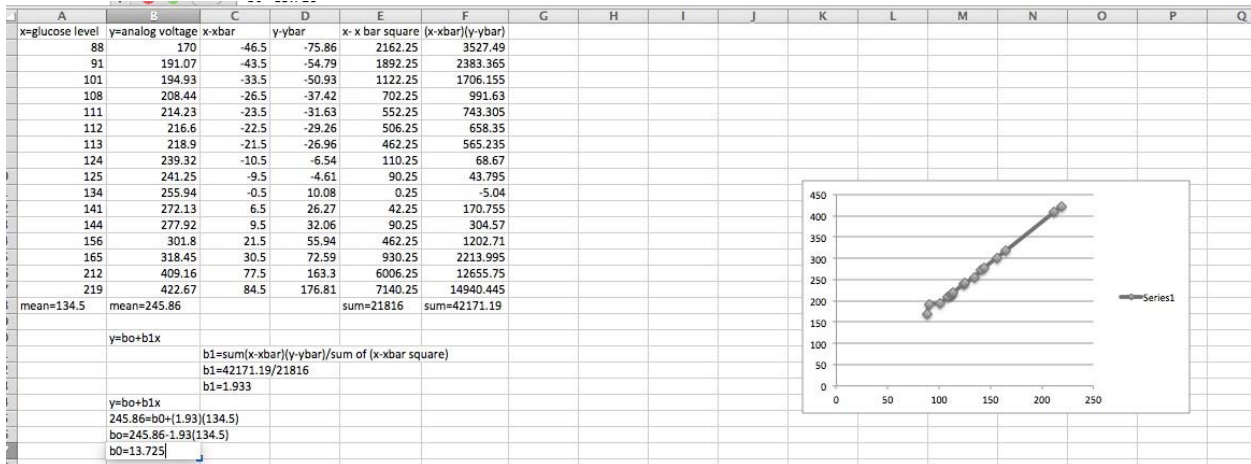 A B C D E F G H I J K L M N O P Q
x=glucose level y=analog voltage x-xbar y-ybar x- x bar square (x-xbar)(y-ybar)
88 170 -46.5 -75.86 2162.25 3527.49
91 191.07 -43.5 -54.79 1892.25 2383.365
101 194.93 -33.5 -50.93 1122.25 1706.155
108 208.44 -26.5 -37.42 702.25 991.63
111 214.23 -23.5 -31.63 552.25 743.305
112 216.6 -22.5 -29.26 506.25 658.35
113 218.9 -21.5 -26.96 462.25 565.235
124 239.32 -10.5 -6.54 110.25 68.67
125 241.25 -9.5 -4.61 90.25 43.795
134 255.94 -0.5 10.08 0.25 -5.04
141 272.13 6.5 26.27 42.25 170.755
144 277.92 9.5 32.06 90.25 304.57
156 301.8 21.5 55.94 462.25 1202.71
165 318.45 30.5 72.59 930.25 2213.995
212 409.16 77.5 163.3 6006.25 12655.75
219 422.67 84.5 176.81 7140.25 14940.445
mean=134.5 mean=245.86 sum=21816 sum=42171.19
y=bo+b1x
b1=sum(x-xbar)(y-ybar)/sum of (x-xbar square)
b1=42171.19/21816
b1=1.933
y=bo+b1x
245.86=b0+(1.93)(134.5)
bo=245.86-1.93(134.5)
b0=13.725
450
400
350
300
250
200
150
100
50
0
0 50 100 150 200 250
Series1